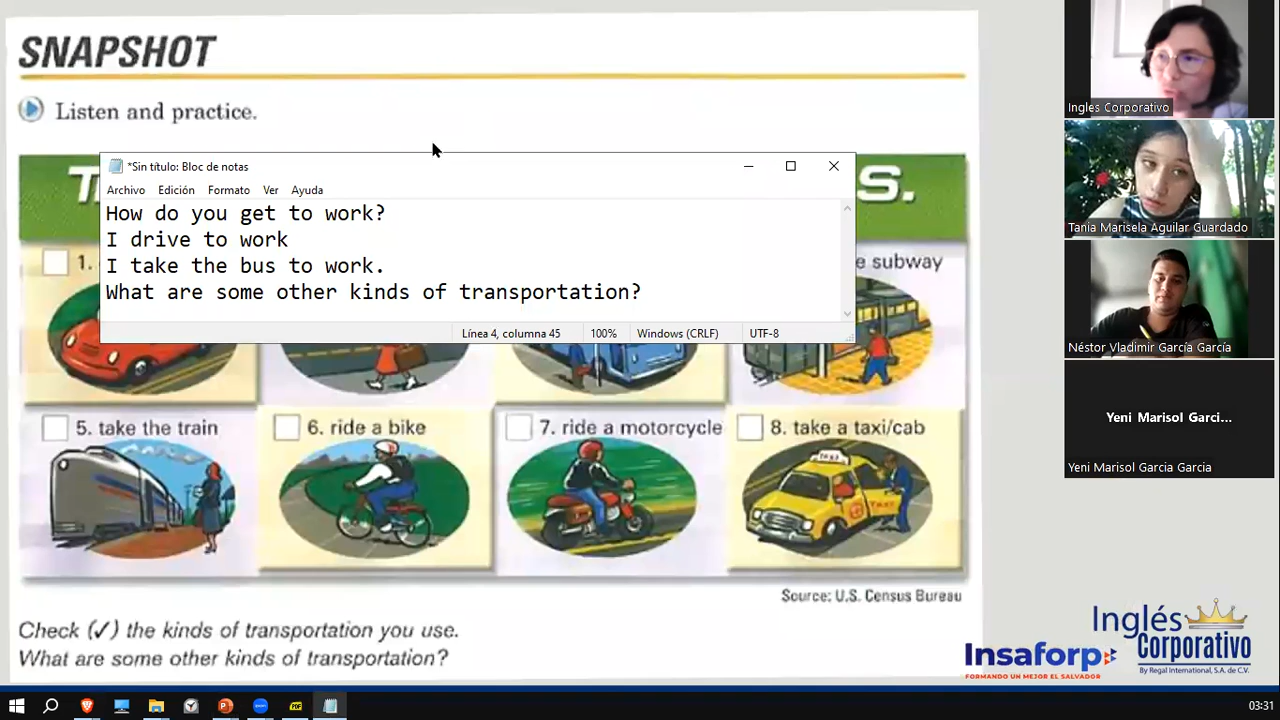 SNAPSHOT
Listen and practice.
*Sin título: Bloc de notas
Archivo Edición Formato Ver Ayuda
How do you get to work?
I drive to work
I take the bus to work.
What are some other kinds of transportation?
Línea 4, columna 45 100% Windows (CRLF) UTF-8
S.
1.
subway
5. take the train
6. ride a bike
7. ride a motorcycle
8. take a taxi/cab
TAXI
TAXI
Source: U.S. Census Bureau
Check (✓) the kinds of transportation you use.
What are some other kinds of transportation?
Insaforp
FORMANDO UN MEJOR EL SALVADOR
Inglés
Corporativo
By Regal International, S.A. de C.V.
Ingles Corporativo
Tania Marisela Aguilar Guardado
Néstor Vladimir García García
Yeni Marisol Garci...
Yeni Marisol Garcia Garcia
03:31